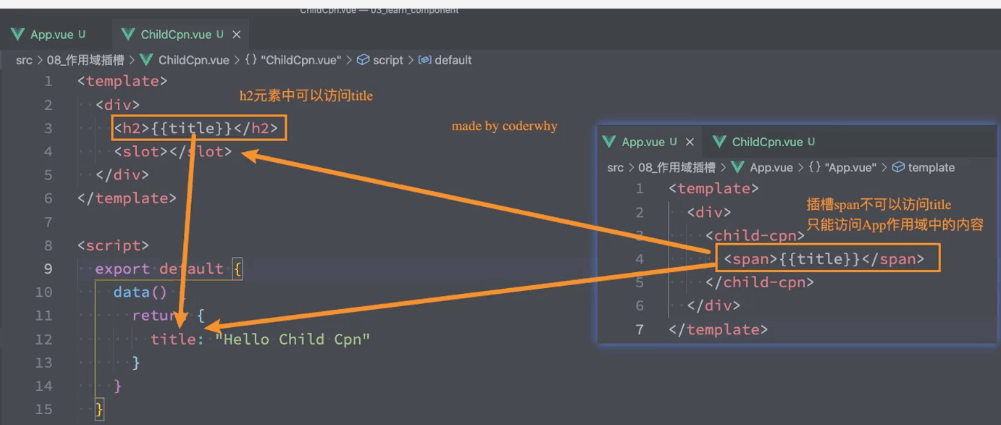 ChildCpn.vue — 03_learn_component
App.vue U ChildCpn.vue U ×
src > 08_作用域插槽 > ChildCpn.vue > {} "ChildCpn.vue" > script > default
1 <template>
2 <div>
3 <h2>{{title}}</h2>
4 <slot></slot>
5 </div>
6 </template>
7
8 <script>
9 export default {
10 data() {
11 return {
12 title: "Hello Child Cpn"
13 }
14 }
15 }
h2元素中可以访问title
made by coderwhy
App.vue U × ChildCpn.vue U
src > 08_作用域插槽 > App.vue > {} "App.vue" > template
1 <template>
2 <div>
3 <child-cpn>
4 <span>{{title}}</span>
5 </child-cpn>
6 </div>
7 </template>
插槽span不可以访问title
只能访问App作用域中的内容